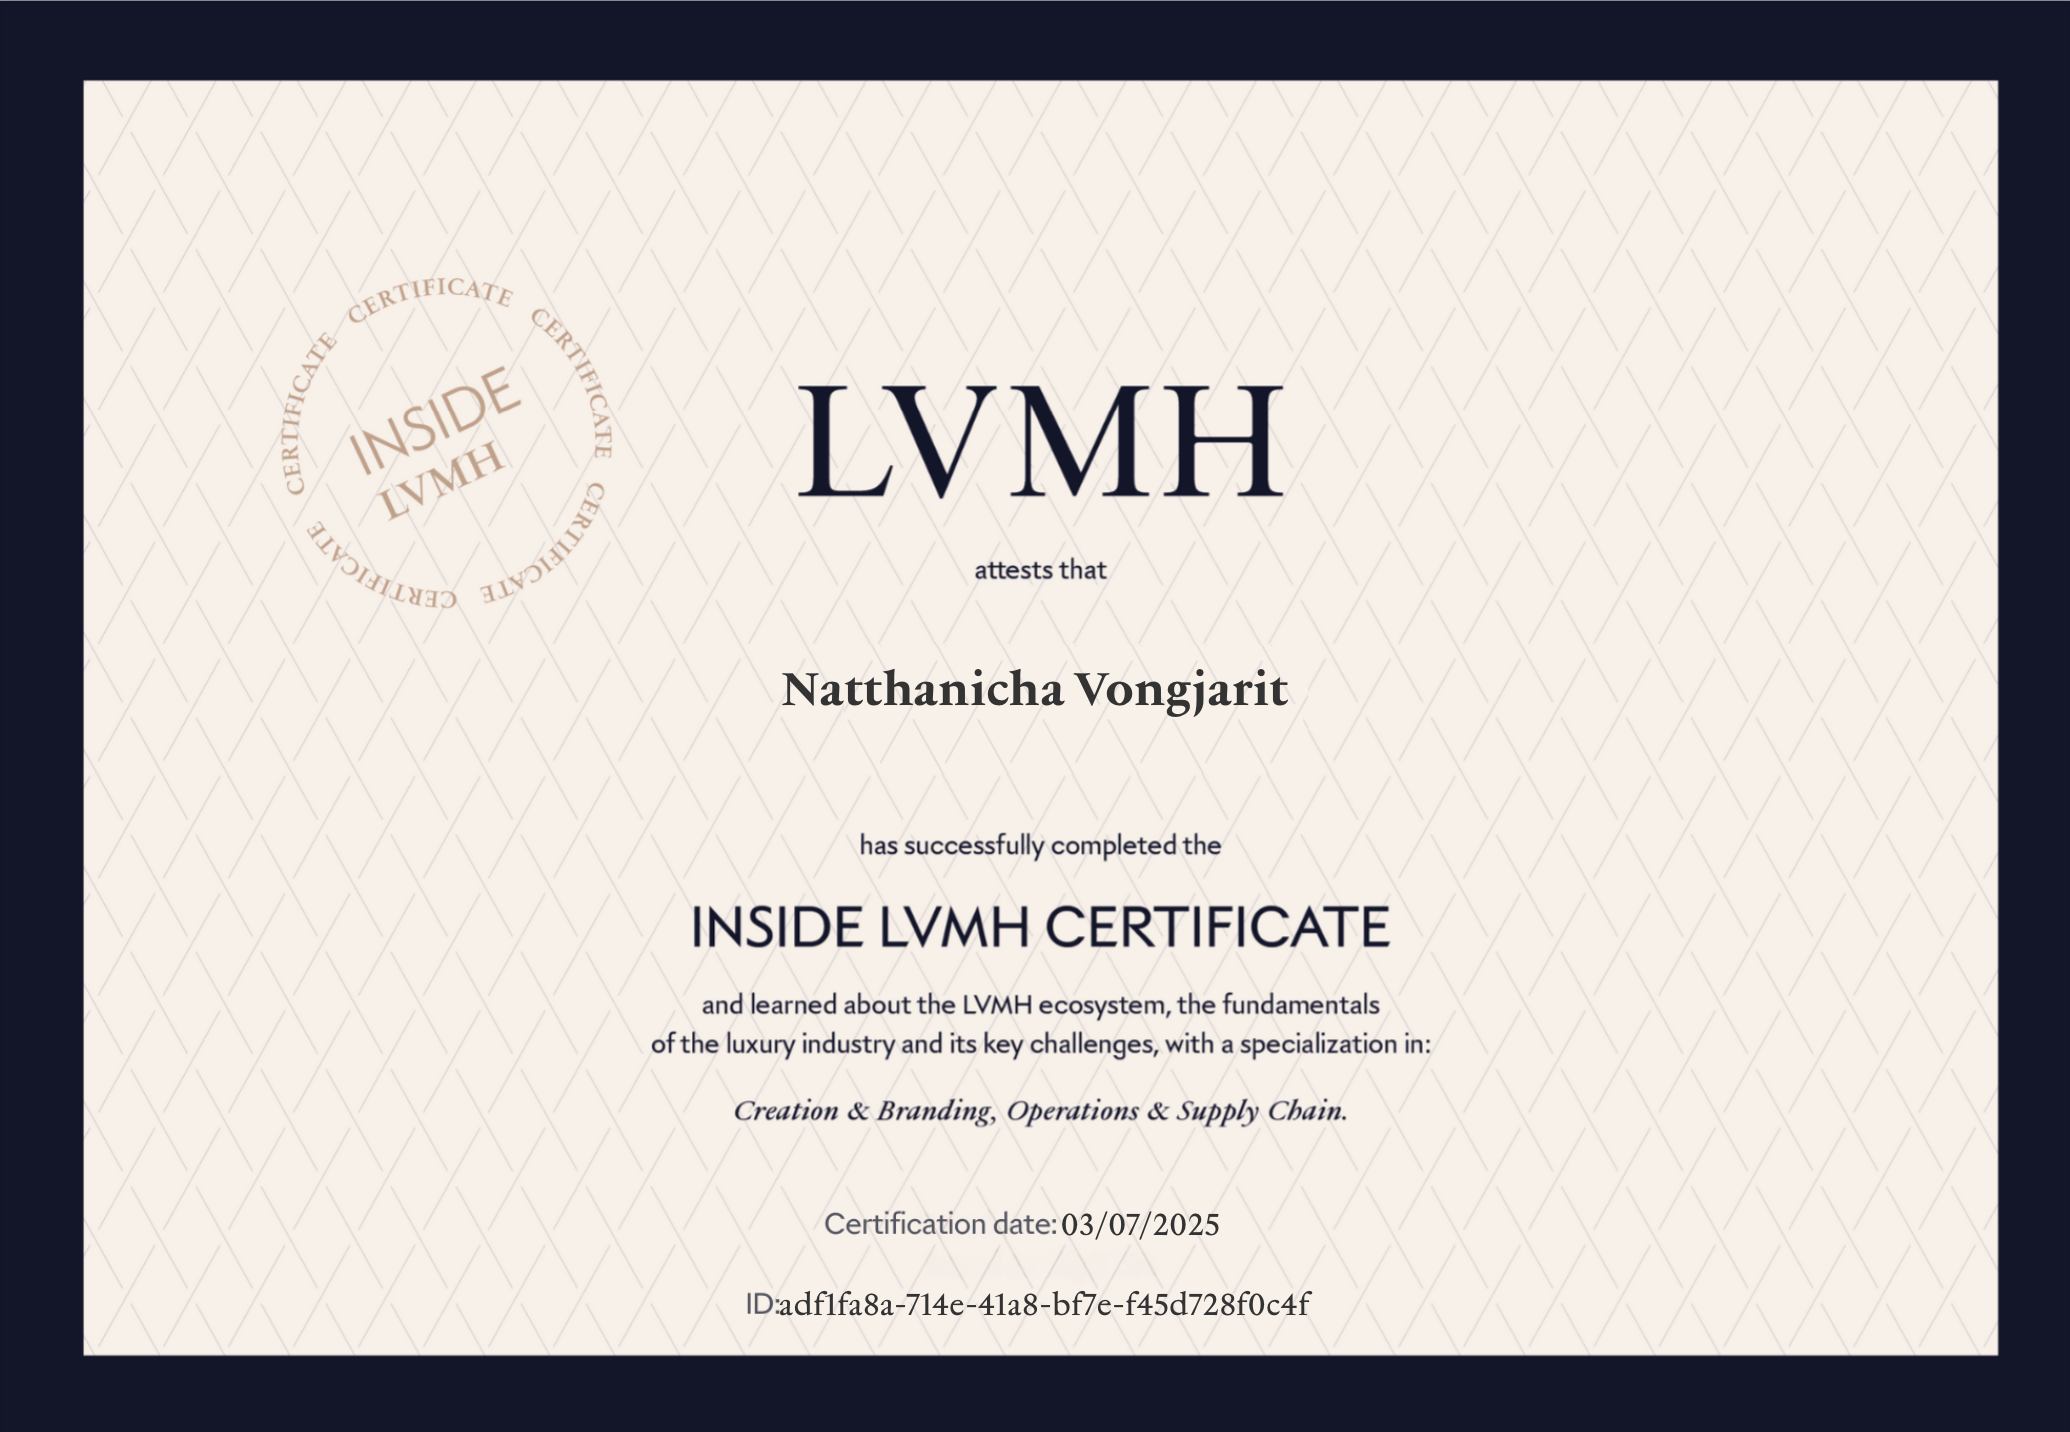 CERTIFICATE CERTIFICATE CERTIFICATE CERTIFICATE CERTIFICATE
INSIDE
LVMH
LVMH
attests that
Natthanicha Vongjarit
has successfully completed the
INSIDE LVMH CERTIFICATE
and learned about the LVMH ecosystem, the fundamentals
of the luxury industry and its key challenges, with a specialization in:
Creation & Branding, Operations & Supply Chain.
Certification date: 03/07/2025
ID:adf1fa8a-714e-41a8-bf7e-f45d728f0c4f